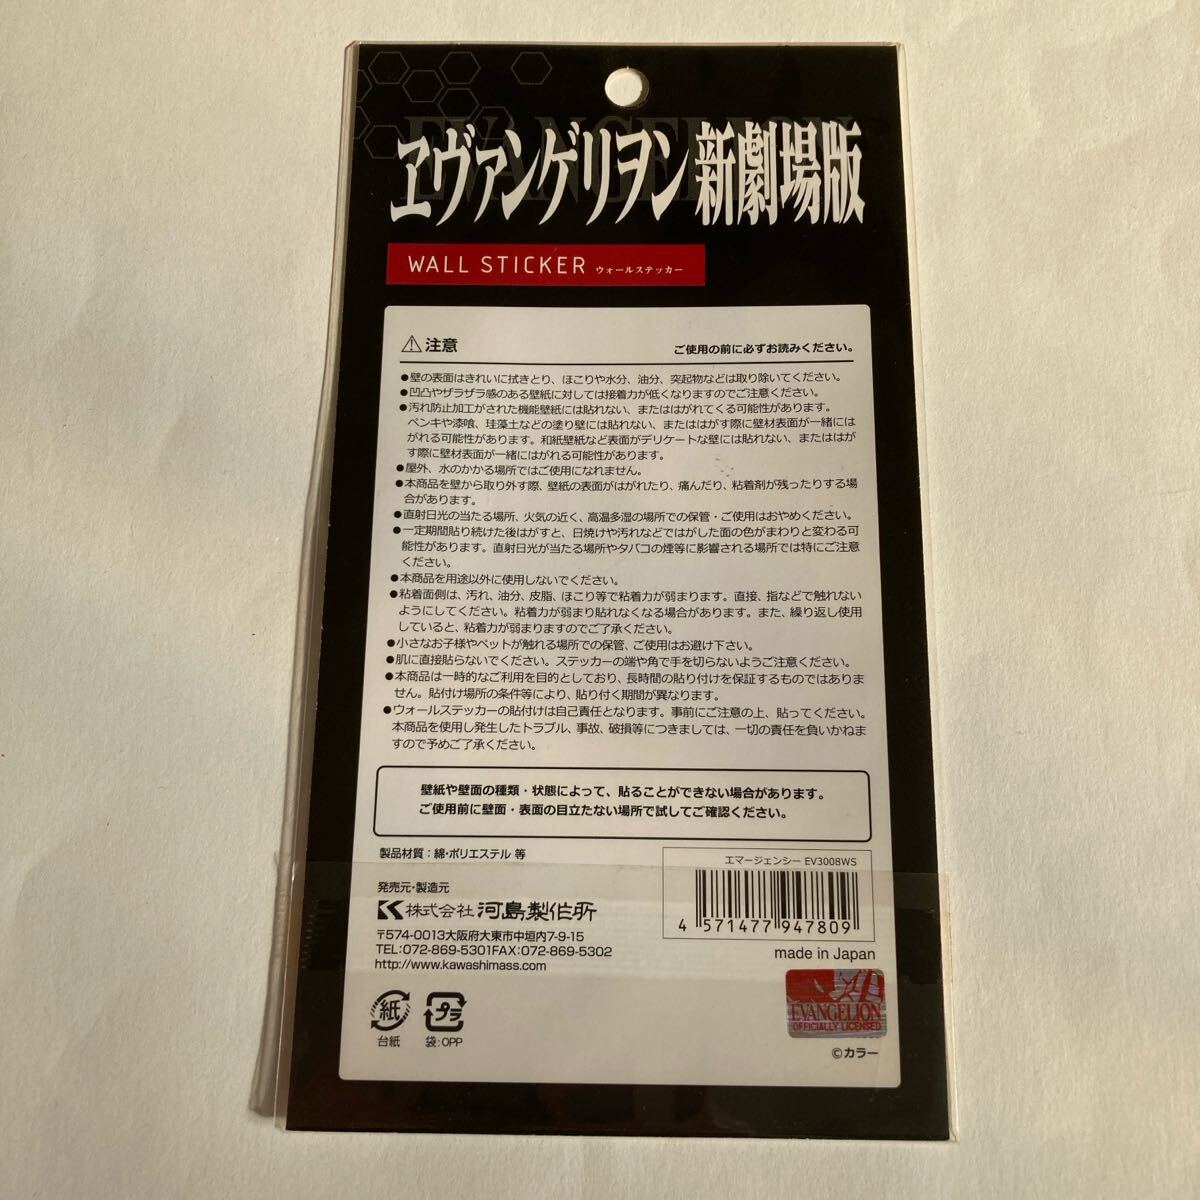 EVANGELION
ヱヴァンゲリヲン新劇場版
WALL STICKER ウォールステッカー
⚠注意 ご使用の前に必ずお読みください。
●壁の表面はきれいに拭きとり、ほこりや水分、油分、突起物などは取り除いてください。
●凹凸やザラザラ感のある壁紙に対しては接着力が低くなりますのでご注意ください。
●汚れ防止加工がされた機能壁紙には貼れない、またははがれてくる可能性があります。
ペンキや漆喰、珪藻土などの塗り壁には貼れない、またははがす際に壁材表面が一緒には
がれる可能性があります。和紙壁紙など表面がデリケートな壁には貼れない、またははが
す際に壁材表面が一緒にはがれる可能性があります。
●屋外、水のかかる場所ではご使用になれません。
●本商品を壁から取り外す際、壁紙の表面がはがれたり、痛んだり、粘着剤が残ったりする場
合があります。
●直射日光の当たる場所、火気の近く、高温多湿の場所での保管・ご使用はおやめください。
●一定期間貼り続けた後はがすと、日焼けや汚れなどではがした面の色がまわりと変わる可
能性があります。直射日光が当たる場所やタバコの煙等に影響される場所では特にご注意
ください。
●本商品を用途以外に使用しないでください。
●粘着面側は、汚れ、油分、皮脂、ほこり等で粘着力が弱まります。直接、指などで触れない
ようにしてください。粘着力が弱まり貼れなくなる場合があります。また、繰り返し使用
していると、粘着力が弱まりますのでご了承ください。
●小さなお子様やペットが触れる場所での保管、ご使用はお避け下さい。
●肌に直接貼らないでください。ステッカーの端や角で手を切らないようご注意ください。
●本商品は一時的なご利用を目的としており、長時間の貼り付けを保証するものではありま
せん。貼付け場所の条件等により、貼り付く期間が異なります。
●ウォールステッカーの貼付けは自己責任となります。事前にご注意の上、貼ってください。
本商品を使用し発生したトラブル、事故、破損等につきましては、一切の責任を負いかねま
すので予めご了承ください。
壁紙や壁面の種類・状態によって、貼ることができない場合があります。
ご使用前に壁面・表面の目立たない場所で試してご確認ください。
製品材質：綿・ポリエステル 等
エマージェンシー EV3008WS
4 571477 947809
made in Japan
発売元・製造元
株式会社 河島製作所
〒574-0013大阪府大東市中垣内7-9-15
TEL:072-869-5301FAX:072-869-5302
http://www.kawashimass.com
紙
台紙
プラ
袋：OPP
EVANGELION
OFFICIALLY LICENSED
©カラー